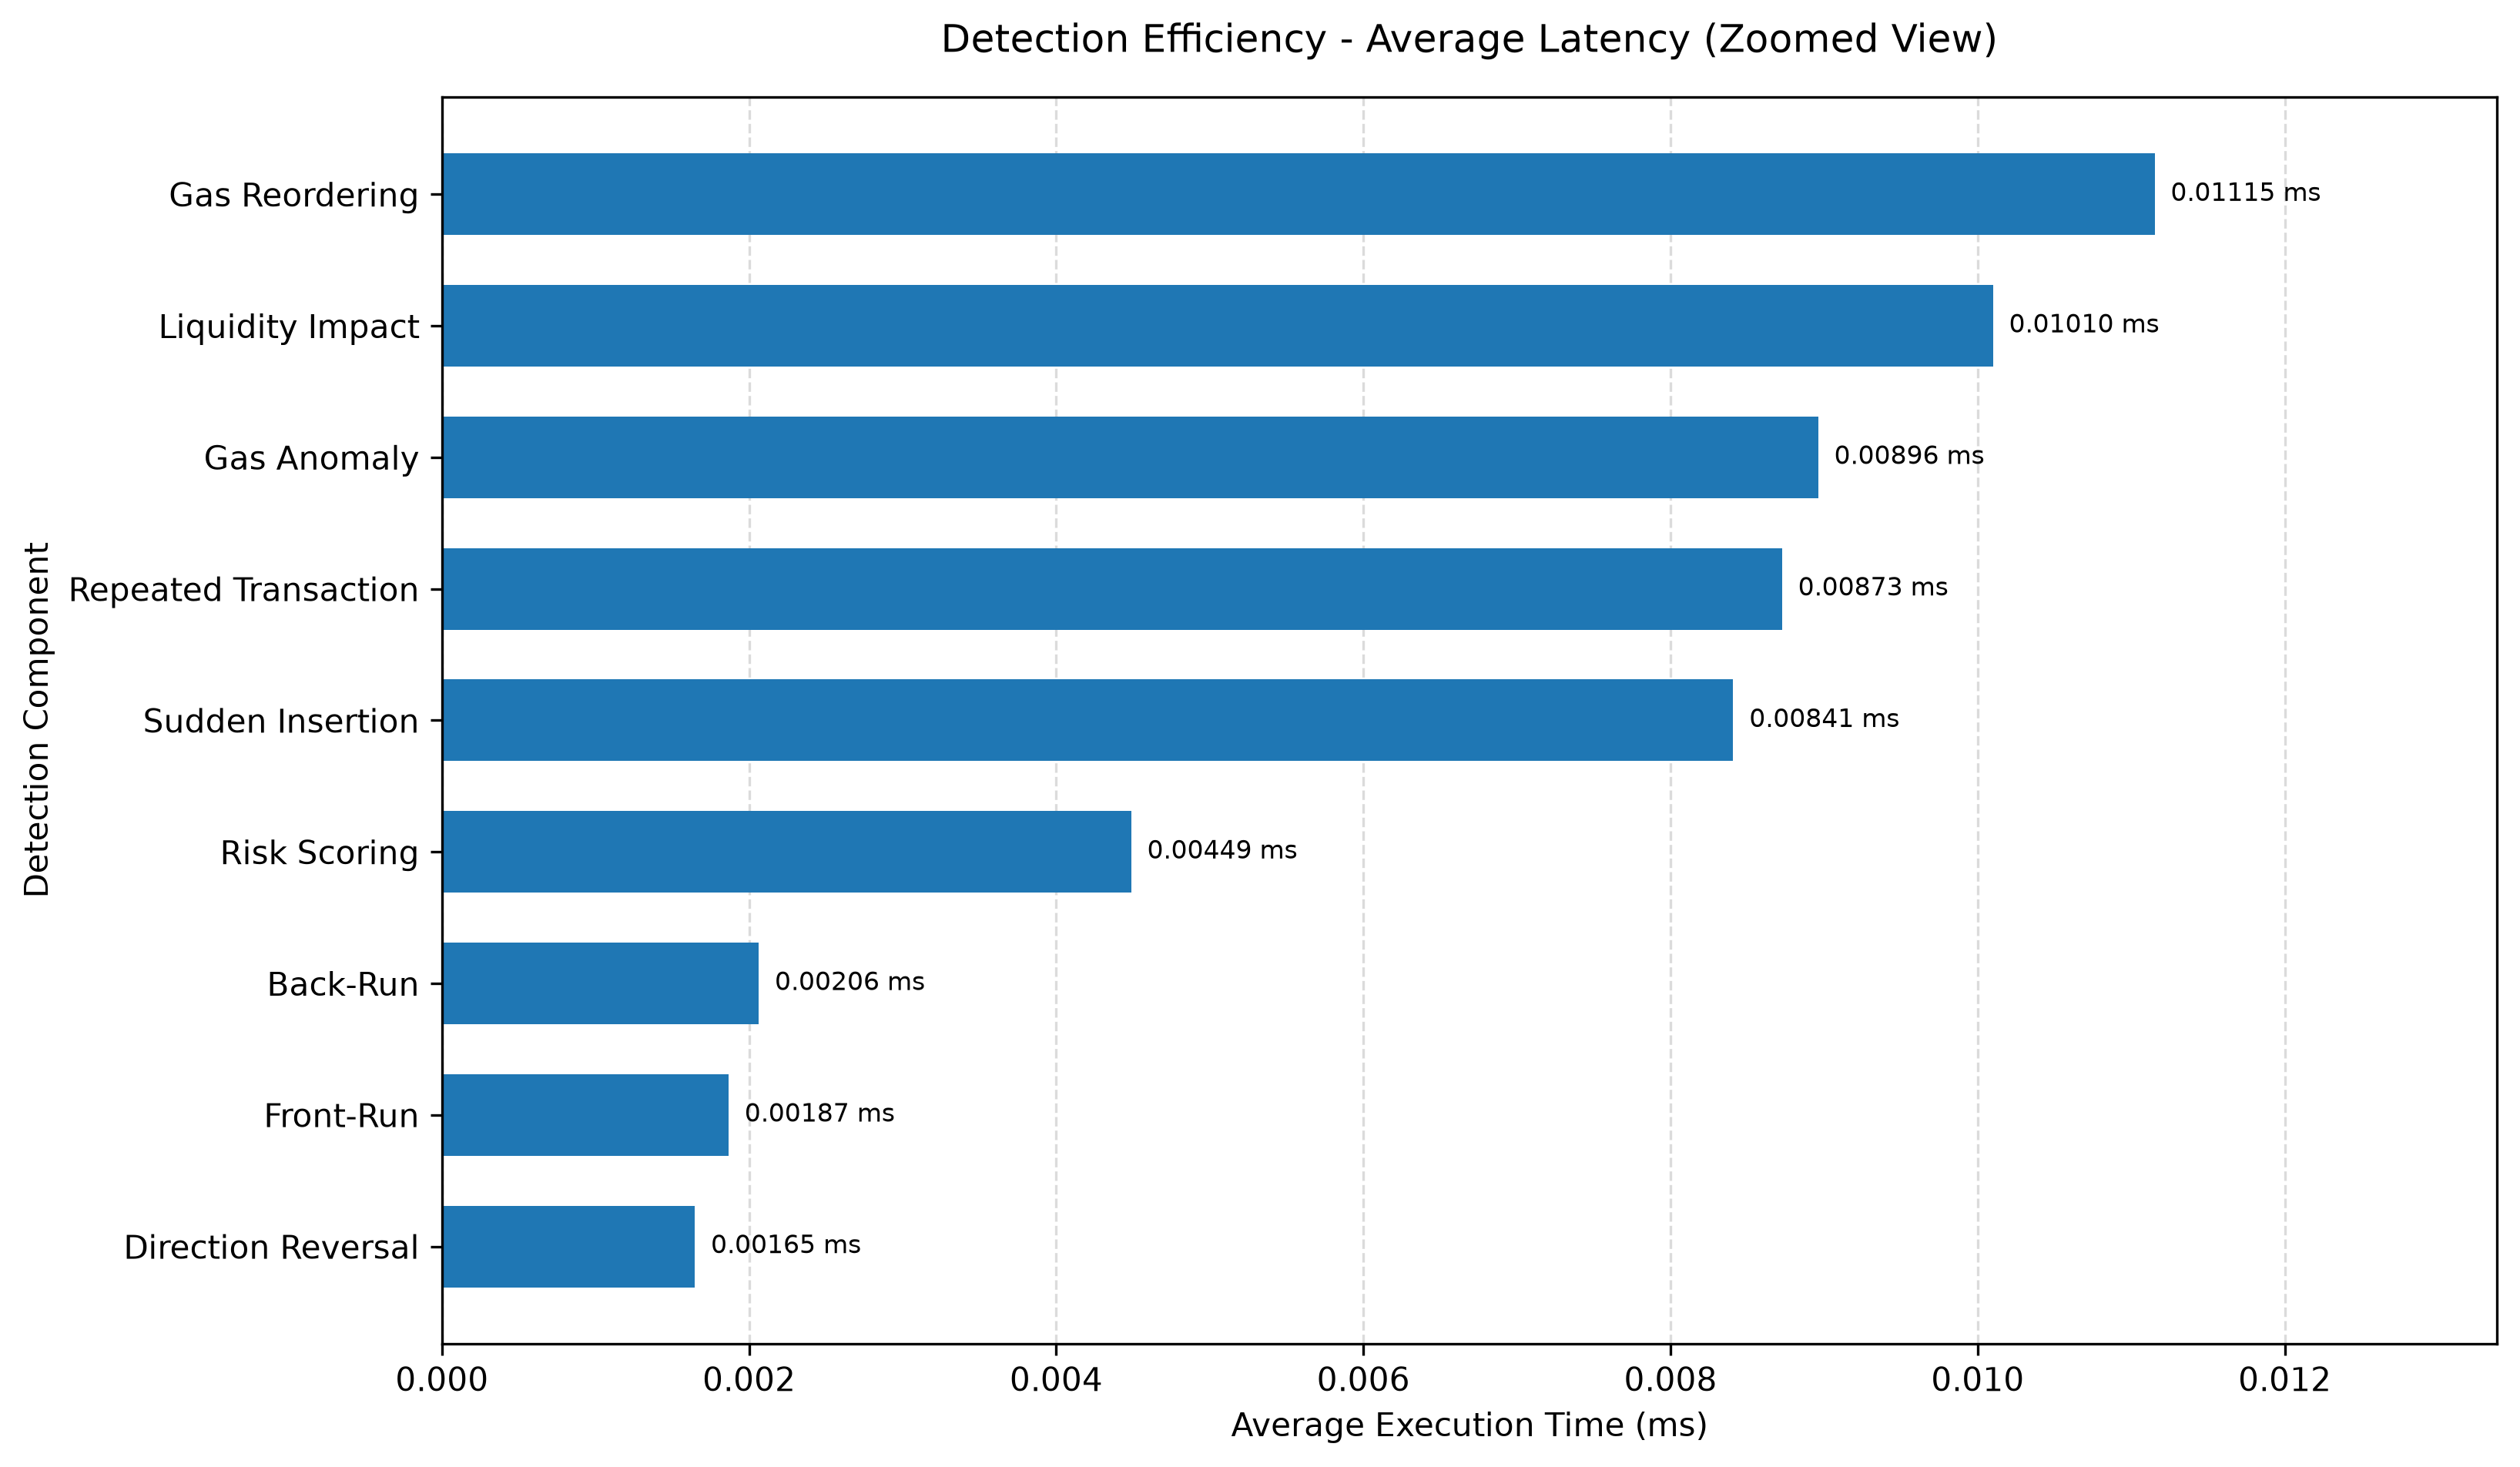 Detection Efficiency - Average Latency (Zoomed View)
Detection Component
Gas Reordering 0.01115 ms
Liquidity Impact 0.01010 ms
Gas Anomaly 0.00896 ms
Repeated Transaction 0.00873 ms
Sudden Insertion 0.00841 ms
Risk Scoring 0.00449 ms
Back-Run 0.00206 ms
Front-Run 0.00187 ms
Direction Reversal 0.00165 ms
0.000 0.002 0.004 0.006 0.008 0.010 0.012
Average Execution Time (ms)